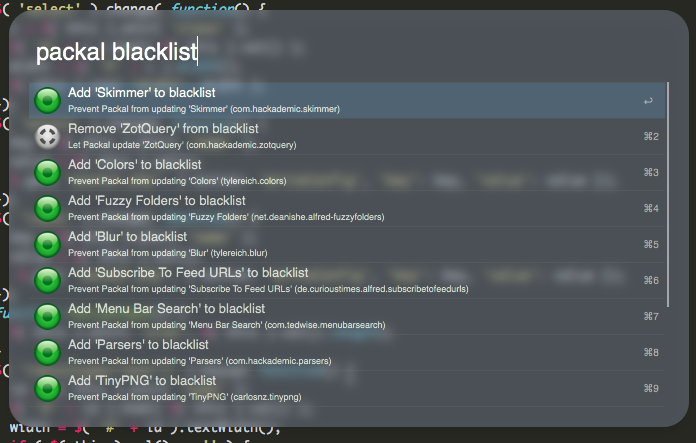 $( 'select' ).change( function() {
packal blacklist
Add 'Skimmer' to blacklist
Prevent Packal from updating 'Skimmer' (com.hackademic.skimmer)
↩
Remove 'ZotQuery' from blacklist
Let Packal update 'ZotQuery' (com.hackademic.zotquery)
⌘2
Add 'Colors' to blacklist
Prevent Packal from updating 'Colors' (tylereich.colors)
⌘3
Add 'Fuzzy Folders' to blacklist
Prevent Packal from updating 'Fuzzy Folders' (net.deanishe.alfred-fuzzyfolders)
⌘4
Add 'Blur' to blacklist
Prevent Packal from updating 'Blur' (tylereich.blur)
⌘5
Add 'Subscribe To Feed URLs' to blacklist
Prevent Packal from updating 'Subscribe To Feed URLs' (de.curioustimes.alfred.subscribetofeedurls)
⌘6
Add 'Menu Bar Search' to blacklist
Prevent Packal from updating 'Menu Bar Search' (com.tedwise.menubarsearch)
⌘7
Add 'Parsers' to blacklist
Prevent Packal from updating 'Parsers' (com.hackademic.parsers)
⌘8
Add 'TinyPNG' to blacklist
Prevent Packal from updating 'TinyPNG' (carlosnz.tinypng)
⌘9